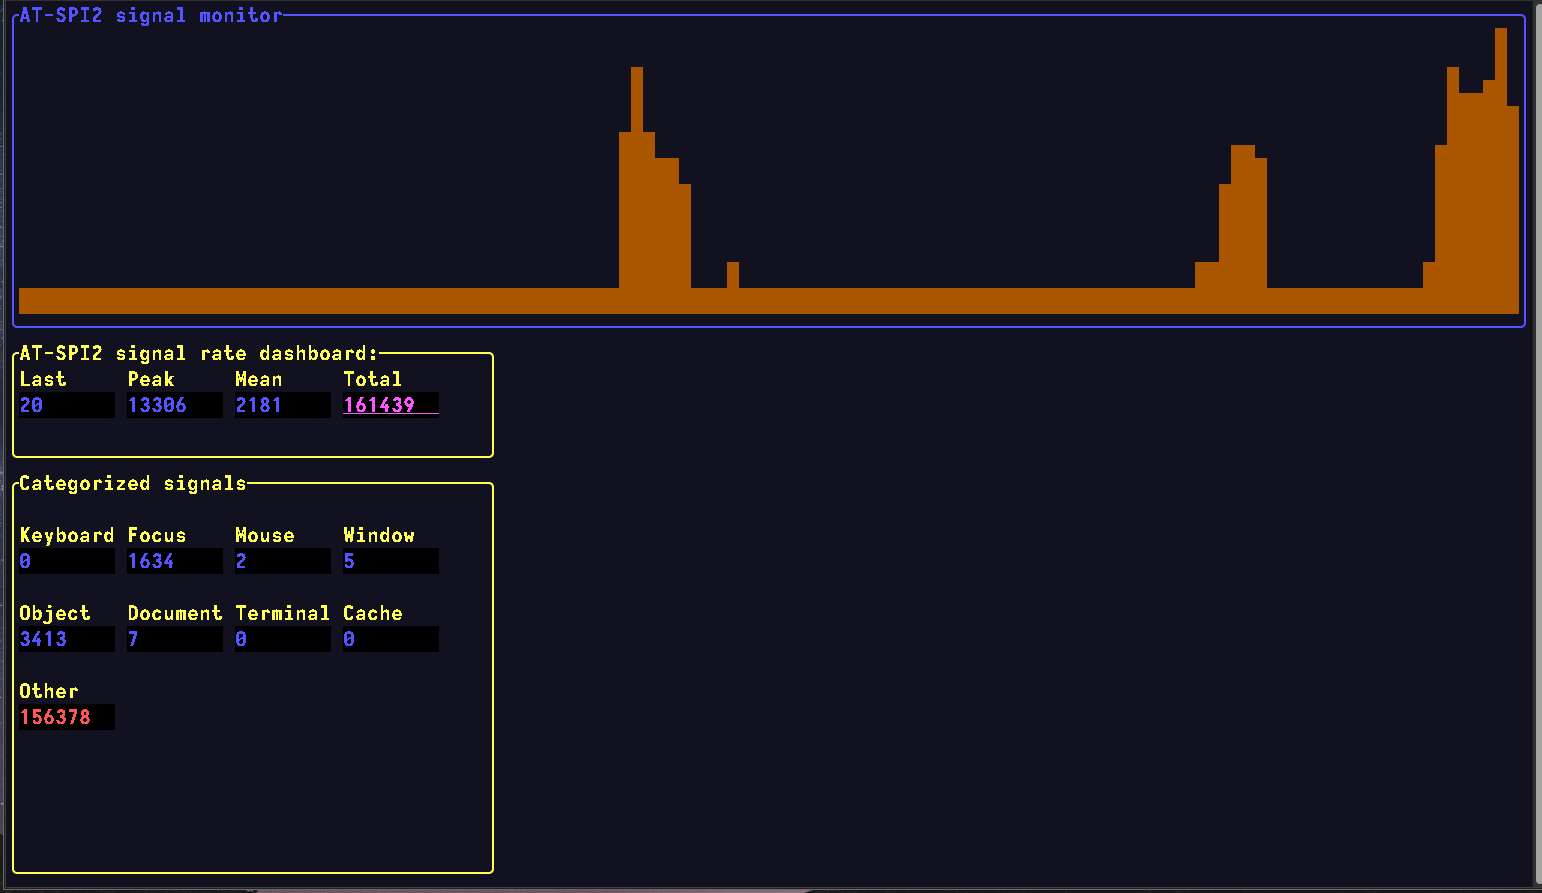 AT-SPI2 signal monitor
AT-SPI2 signal rate dashboard:
Last Peak Mean Total
20 13306 2181 161439
Categorized signals
Keyboard Focus Mouse Window
0 1634 2 5
Object Document Terminal Cache
3413 7 0 0
Other
156378